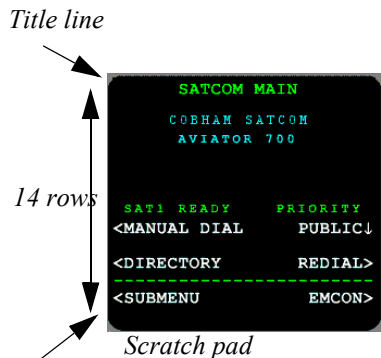 Title line
SATCOM MAIN
COBHAM SATCOM
AVIATOR 700
14 rows
SAT1 READY PRIORITY
<MANUAL DIAL PUBLIC↓
<DIRECTORY REDIAL>
--------------------------------
<SUBMENU EMCON>
Scratch pad